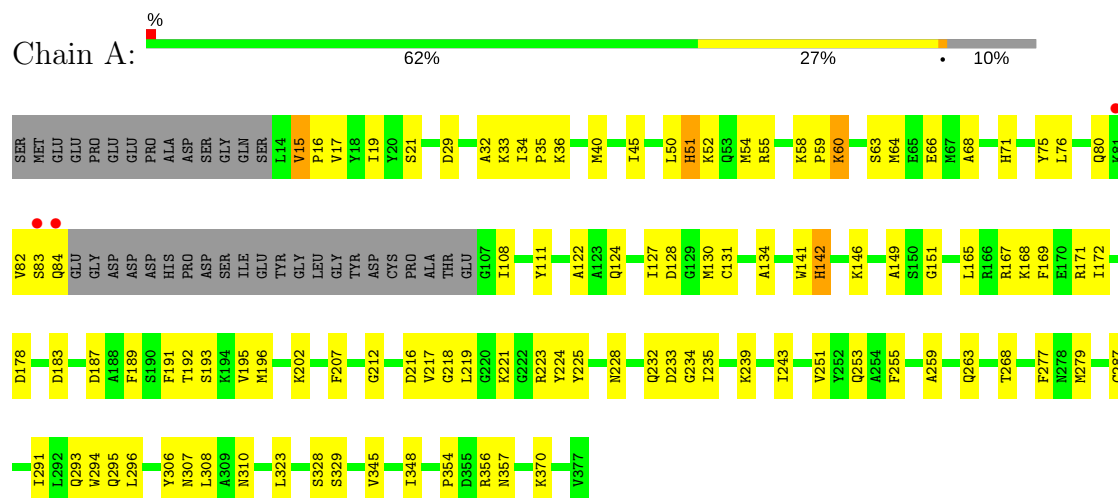 %
Chain A:
62% 27% • 10%
SER MET GLU GLU PRO GLU GLU PRO ALA ASP SER GLY GLN SER L14 V15 P16 V17 Y18 I19 Y20 S21 D29 A32 K33 I34 P35 K36 M40 I45 L50 H51 K52 Q53 M54 R55 K58 P59 K60 S63 M64 E65 E66 M67 A68 H71 Y75 L76 Q80 K81
V82 S83 Q84 GLU GLY ASP ASP ASP HIS PRO ASP SER ILE GLU TYR GLY LEU GLY TYR ASP CYS PRO ALA THR GLU G107 I108 Y111 A122 A123 Q124 I127 D128 G129 M130 C131 A134 W141 H142 K146 A149 S150 G151 L165 R166 R167 K168 F169 E170 R171 I172
D178 D183 D187 A188 F189 S190 F191 T192 S193 K194 V195 M196 K202 F207 G212 D216 V217 G218 L219 G220 K221 G222 R223 Y224 Y225 N228 Q232 D233 G234 I235 K239 I243 V251 Y252 Q253 A254 F255 A259 Q263 T268 F277 N278 M279
I291 L292 Q293 W294 Q295 L296 Y306 N307 L308 A309 N310 L323 S328 S329 V345 I348 P354 D355 R356 N357 K370 V377